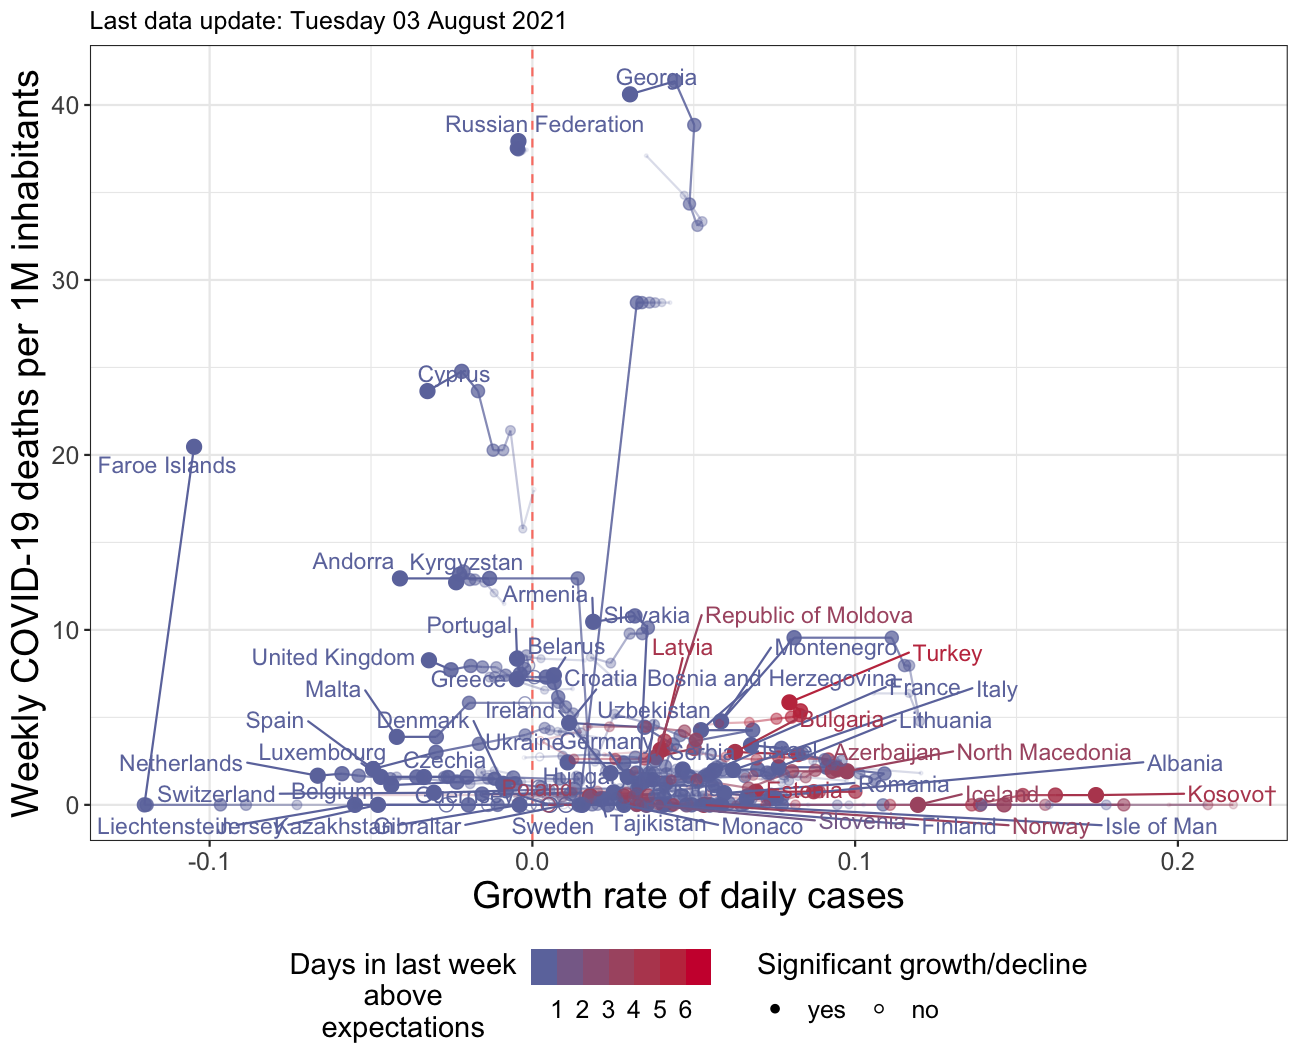 Last data update: Tuesday 03 August 2021
Weekly COVID-19 deaths per 1M inhabitants
40
30
20
10
0
Georgia
Russian Federation
Cyprus
Faroe Islands
Andorra
Kyrgyzstan
Armenia
Slovakia
Republic of Moldova
Portugal
Belarus
Latvia
Montenegro
Turkey
United Kingdom
Greece
Croatia
Bosnia and Herzegovina
France
Italy
Malta
Ireland
Uzbekistan
Spain
Denmark
Bulgaria
Lithuania
Ukraine
Germany
Serbia
Israel
Luxembourg
Czechia
Azerbaijan
North Macedonia
Netherlands
Albania
Hungary
Switzerland
Belgium
Guernsey
Poland
Estonia
Romania
Iceland
Kosovo†
Liechtenstein
Jersey
Kazakhstan
Gibraltar
Sweden
Tajikistan
Monaco
Slovenia
Finland
Norway
Isle of Man
-0.1
0.0
0.1
0.2
Growth rate of daily cases
Days in last week
above
expectations
1 2 3 4 5 6
Significant growth/decline
yes
no